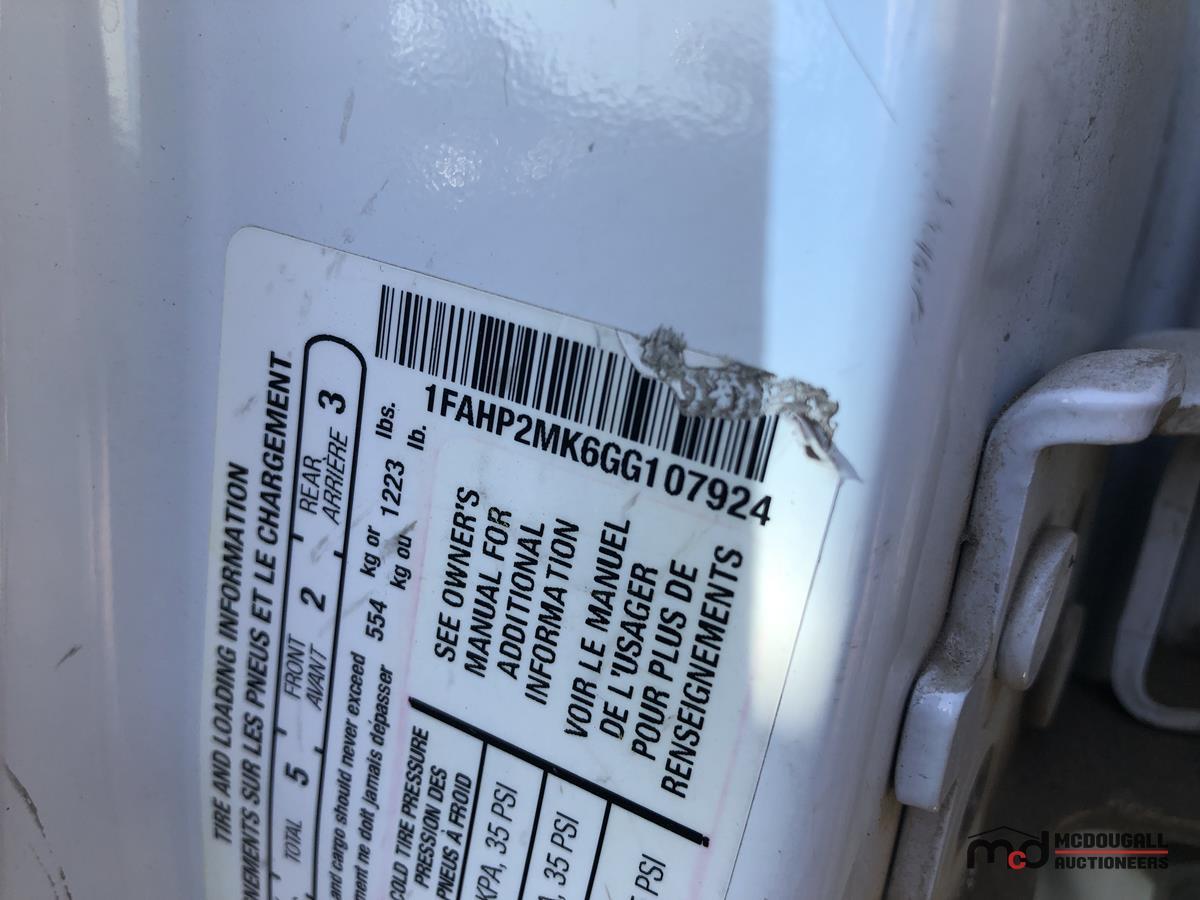 TIRE AND LOADING INFORMATION
NEMENTS SUR LES PNEUS ET LE CHARGEMENT
TOTAL 5 FRONT AVANT 2 REAR ARRIÈRE 3
and cargo should never exceed 554 kg or 1223 lbs.
ment ne doit jamais dépasser kg ou lb.
1FAHP2MK6GG107924
SEE OWNER'S
MANUAL FOR
ADDITIONAL
INFORMATION
VOIR LE MANUEL
DE L'USAGER
POUR PLUS DE
RENSEIGNEMENTS
COLD TIRE PRESSURE
PRESSION DES
PNEUS À FROID
KPA, 35 PSI
, 35 PSI
PSI
mcd MCDOUGALL
AUCTIONEERS